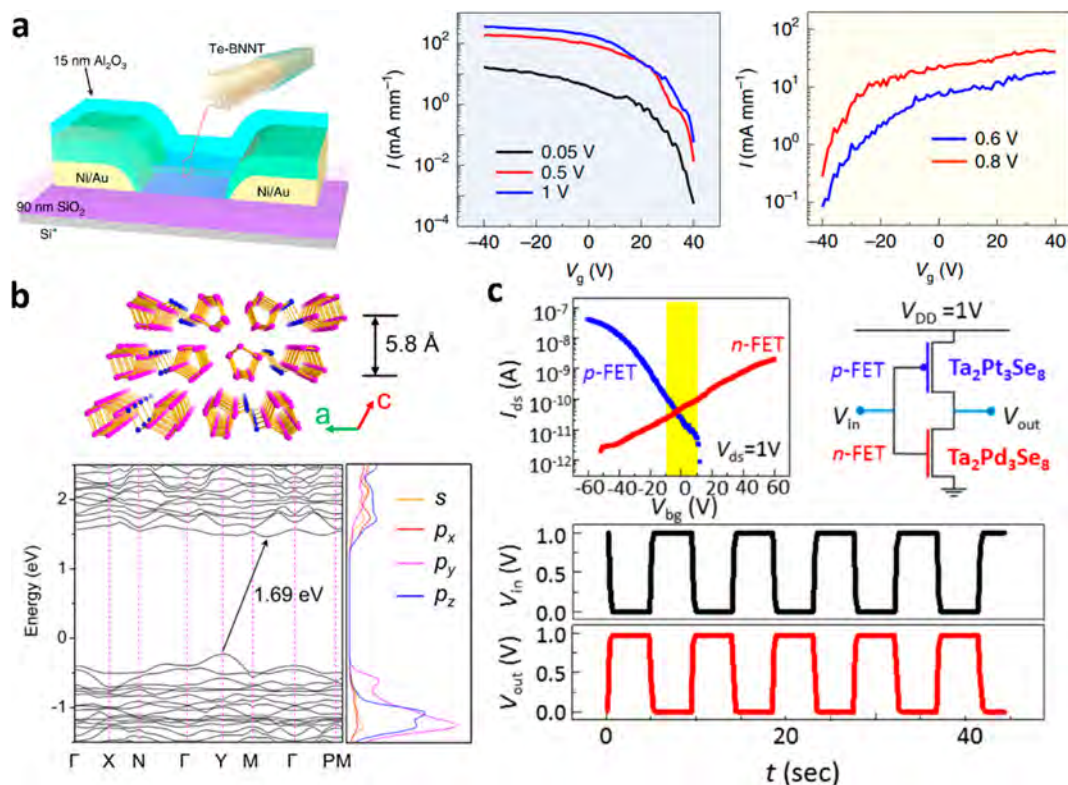 a
Te-BNNT
15 nm Al₂O₃
Ni/Au
Ni/Au
90 nm SiO₂
Si⁺
I (mA mm⁻¹)
10²
10⁰
10⁻²
10⁻⁴
0.05 V
0.5 V
1 V
−40 −20 0 20 40
V_g (V)
I (mA mm⁻¹)
10²
10¹
10⁰
10⁻¹
0.6 V
0.8 V
−40 −20 0 20 40
V_g (V)
b
5.8 Å
a
c
Energy (eV)
2
1
0
-1
1.69 eV
Γ X N Γ Y M Γ PM
s
p_x
p_y
p_z
c
I_ds (A)
10⁻⁷
10⁻⁸
10⁻⁹
10⁻¹⁰
10⁻¹¹
10⁻¹²
p-FET
n-FET
V_ds=1V
-60 -40 -20 0 20 40 60
V_bg (V)
V_DD=1V
p-FET
Ta₂Pt₃Se₈
V_in
V_out
n-FET
Ta₂Pd₃Se₈
V_in (V)
1.0
0.5
0.0
V_out (V)
1.0
0.5
0.0
0 20 40
t (sec)